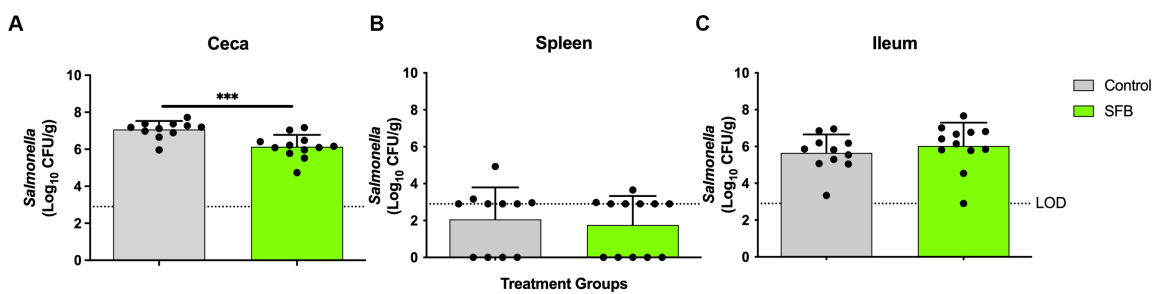 A
B
C
Ceca
Spleen
Ileum
Salmonella
(Log10 CFU/g)
10
8
6
4
2
0
***
Salmonella
(Log10 CFU/g)
10
8
6
4
2
0
Salmonella
(Log10 CFU/g)
10
8
6
4
2
0
LOD
Control
SFB
Treatment Groups